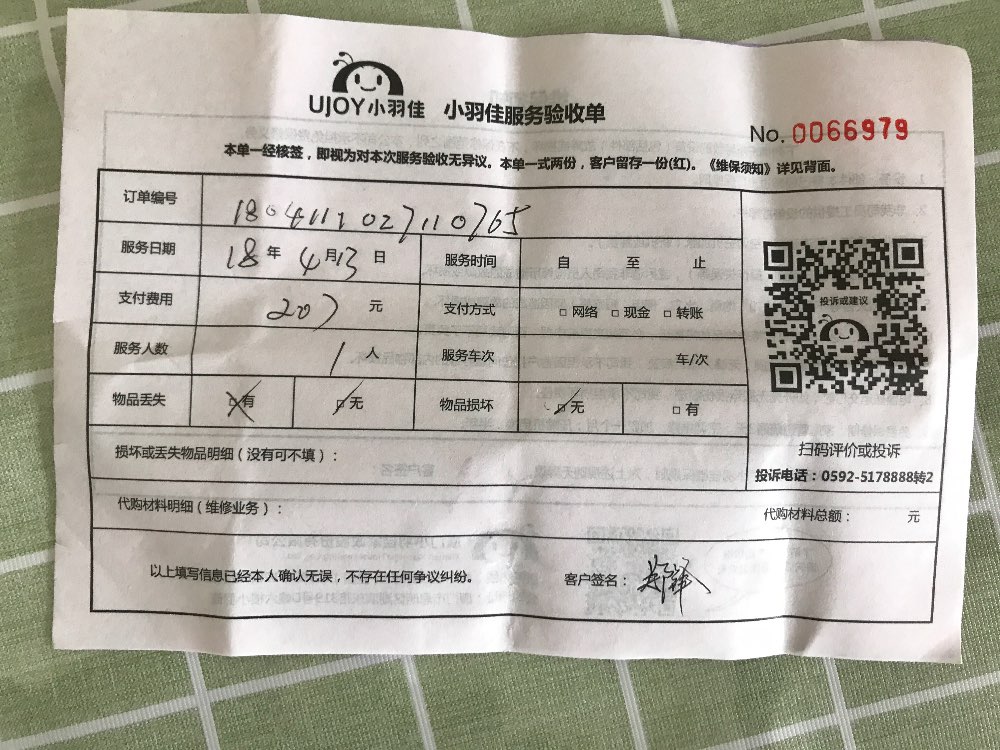 UJOY小羽佳 小羽佳服务验收单
No. 0066979
本单一经核签，即视为对本次服务验收无异议。本单一式两份，客户留存一份(红)。《维保须知》详见背面。
订单编号 180411027110765
服务日期 18 年 4 月 13 日 服务时间 自 至 止
支付费用 207 元 支付方式 □ 网络 □ 现金 □ 转账
投诉或建议
服务人数 1 人 服务车次 车/次
物品丢失 □ 有 □ 无 物品损坏 □ 无 □ 有
扫码评价或投诉
损坏或丢失物品明细（没有可不填）：
投诉电话：0592-5178888转2
代购材料明细（维修业务）： 代购材料总额： 元
以上填写信息已经本人确认无误，不存在任何争议纠纷。 客户签名：